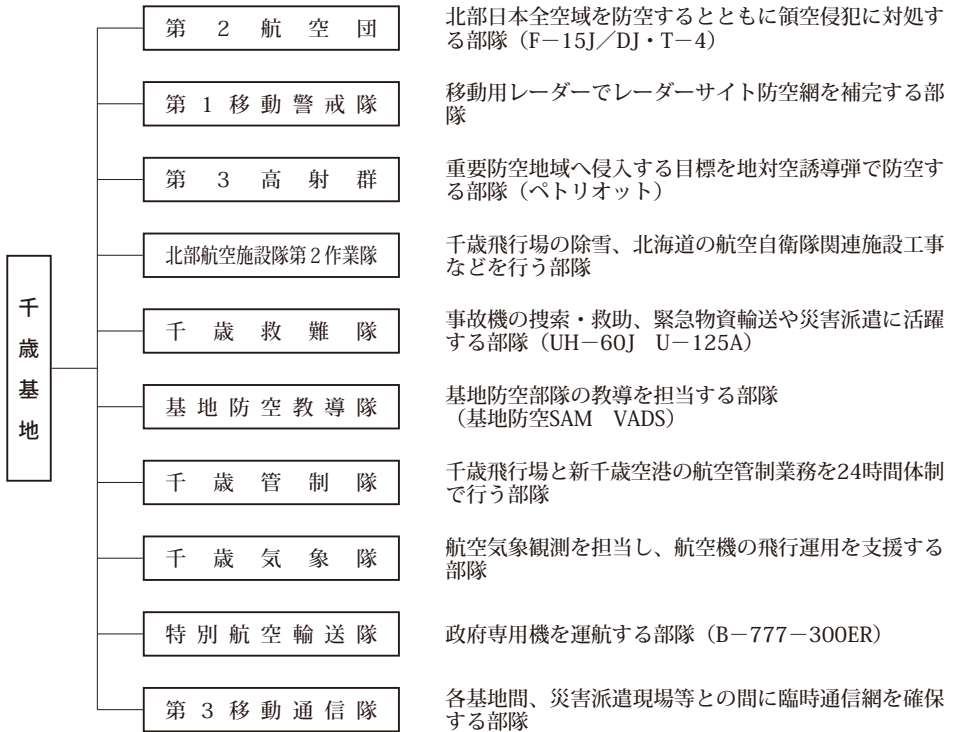 千歳基地
第2航空団
北部日本全空域を防空するとともに領空侵犯に対処す
る部隊（F－15J／DJ・T－4）
第1移動警戒隊
移動用レーダーでレーダーサイト防空網を補完する部
隊
第3高射群
重要防空地域へ侵入する目標を地対空誘導弾で防空す
る部隊（ペトリオット）
北部航空施設隊第2作業隊
千歳飛行場の除雪、北海道の航空自衛隊関連施設工事
などを行う部隊
千歳救難隊
事故機の捜索・救助、緊急物資輸送や災害派遣に活躍
する部隊（UH－60J　U－125A）
基地防空教導隊
基地防空部隊の教導を担当する部隊
（基地防空SAM　VADS）
千歳管制隊
千歳飛行場と新千歳空港の航空管制業務を24時間体制
で行う部隊
千歳気象隊
航空気象観測を担当し、航空機の飛行運用を支援する
部隊
特別航空輸送隊
政府専用機を運航する部隊（B－777－300ER）
第3移動通信隊
各基地間、災害派遣現場等との間に臨時通信網を確保
する部隊